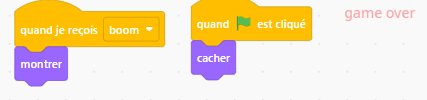 quand je reçois boom
montrer
quand est cliqué
cacher
game over